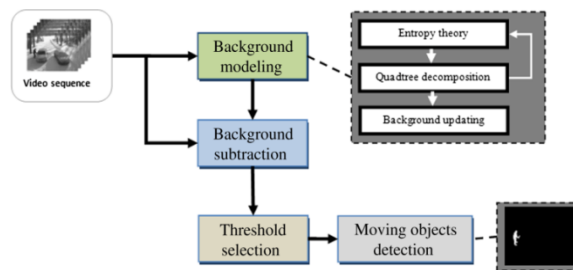 Video sequence
Background
modeling
Background
subtraction
Threshold
selection
Moving objects
detection
Entropy theory
Quadtree decomposition
Background updating